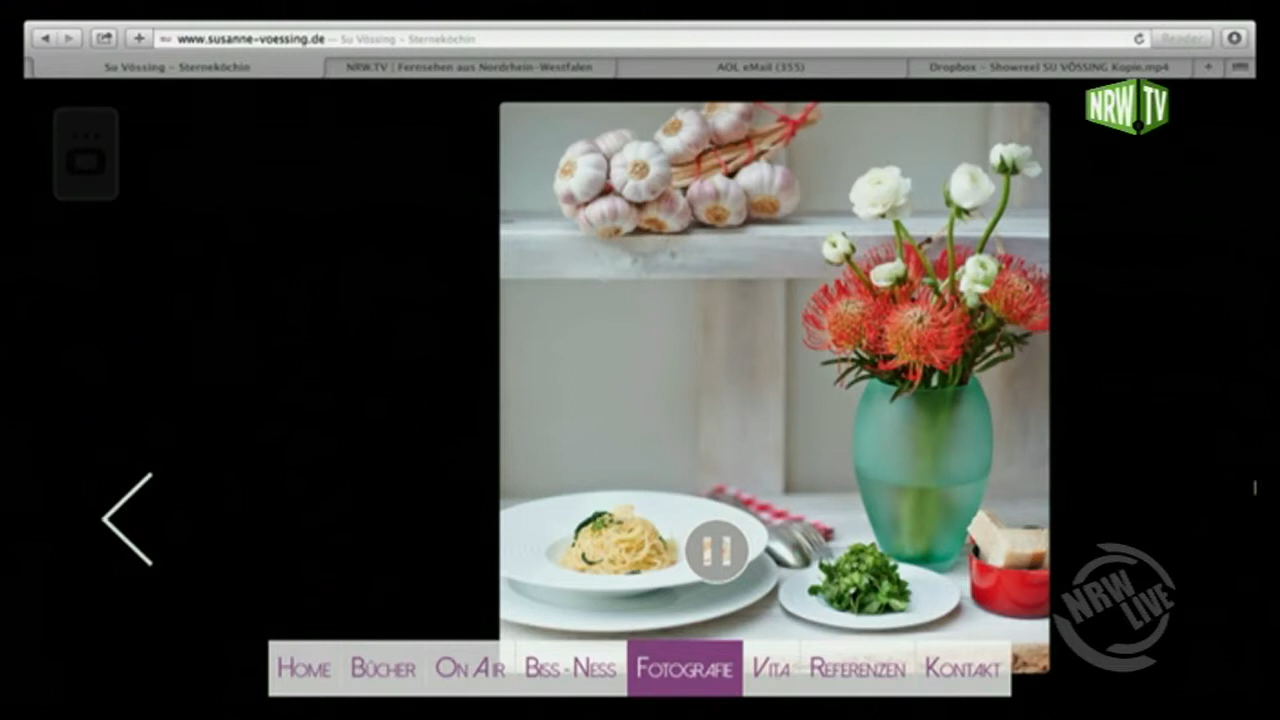 www.susanne-voessing.de — Su Vössing – Sterneköchin
Reader
Su Vössing – Sterneköchin
NRW.TV | Fernsehen aus Nordrhein-Westfalen
AOL eMail (355)
Dropbox – Showreel SU VÖSSING Kopie.mp4
NRW.TV
NRW
LIVE
HOME BÜCHER ON AIR BISS-NESS FOTOGRAFIE VITA REFERENZEN KONTAKT